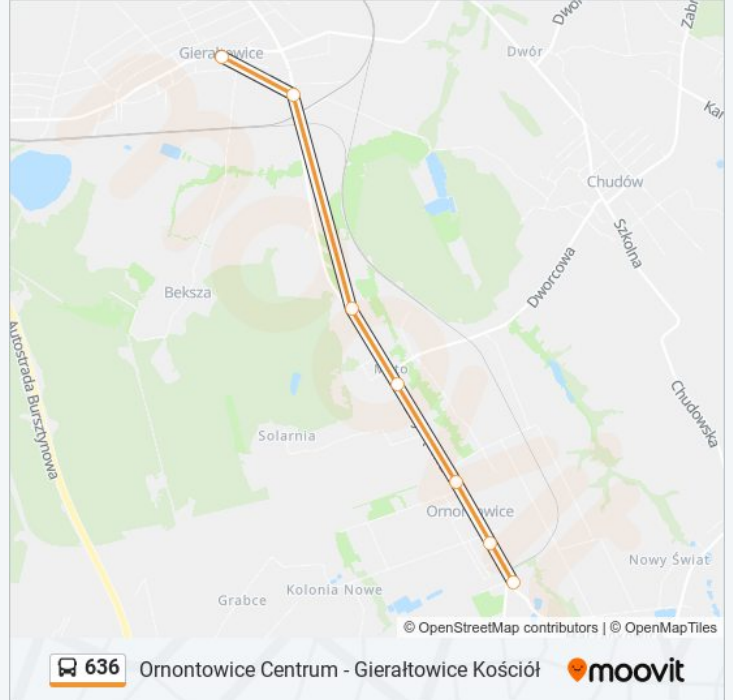 Gierałtowice
Dwór
Chudów
Szkolna
Dworcowa
Beksza
Autostrada Bursztynowa
Solarnia
Chudowska
Ornontowice
Nowy Świat
Kolonia Nowe
Grabce
© OpenStreetMap contributors | © OpenMapTiles
636 Ornontowice Centrum - Gierałtowice Kościół moovit